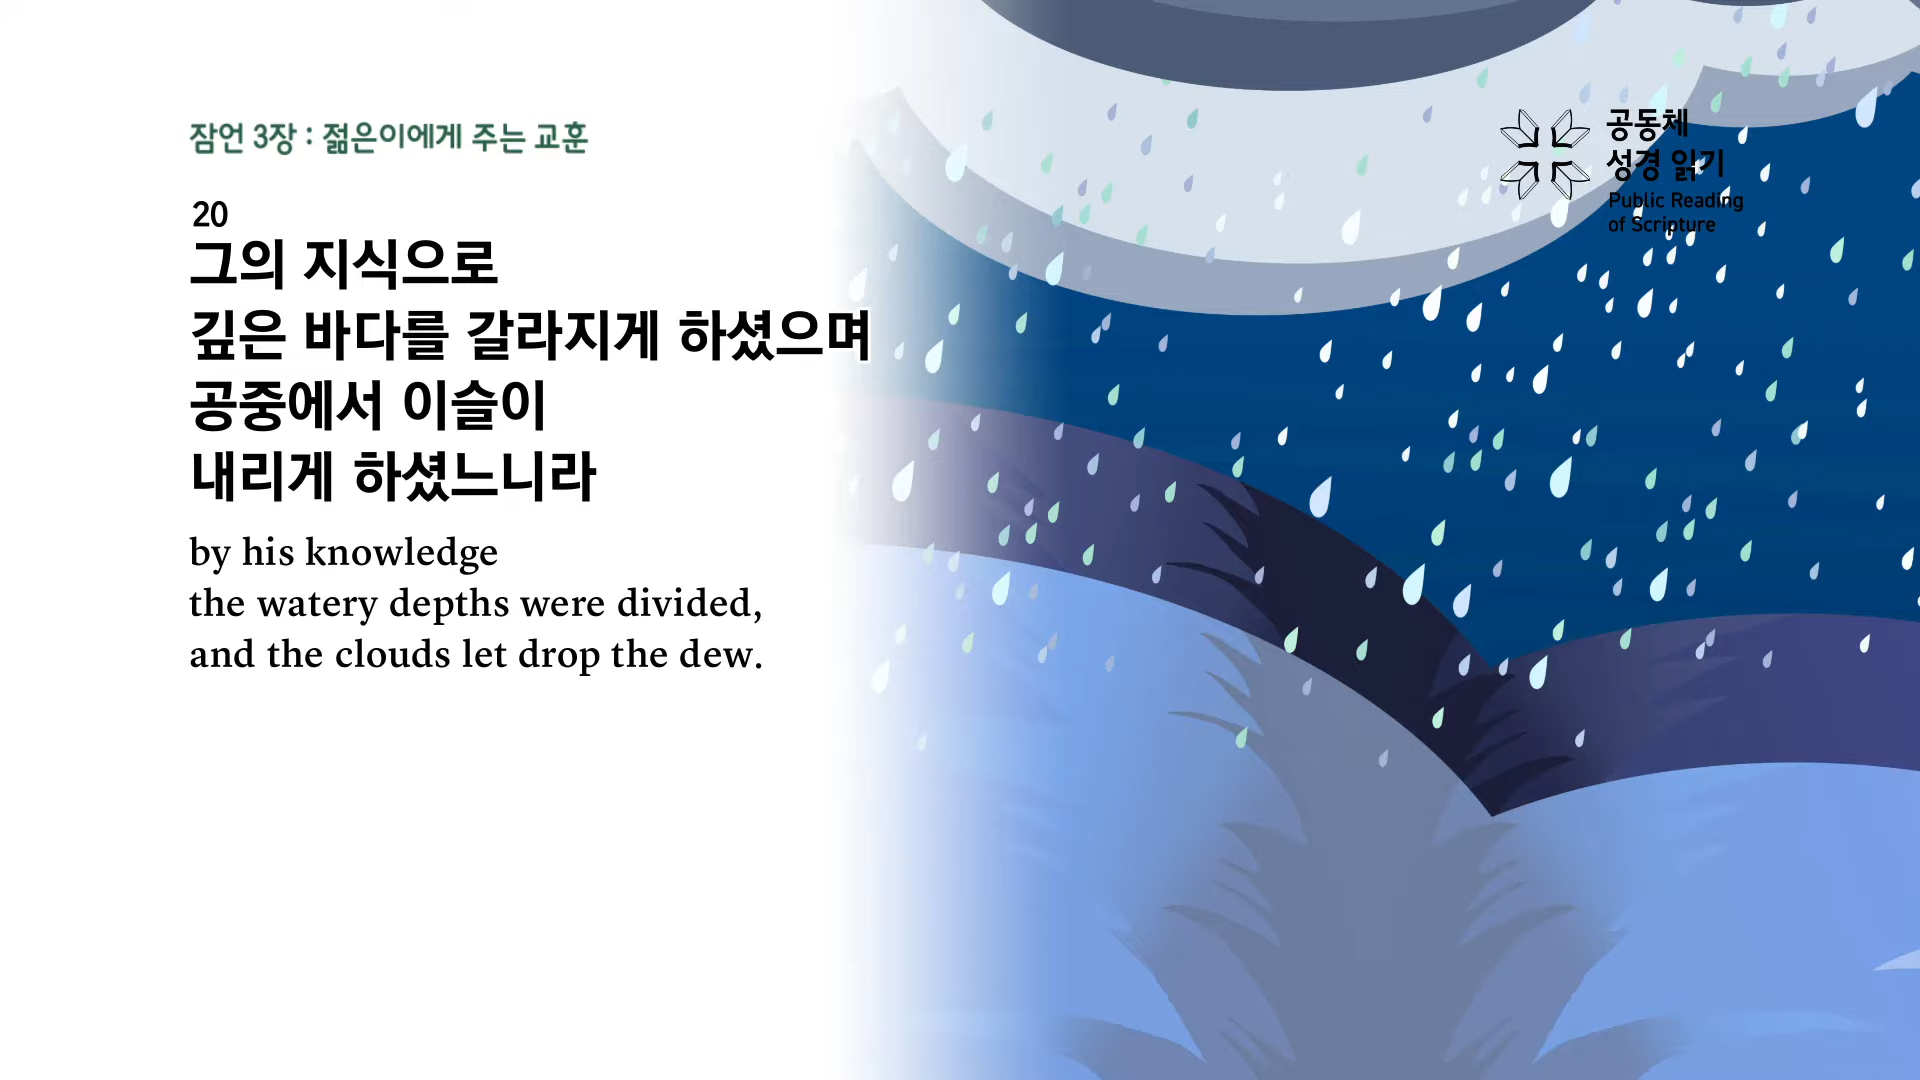 잠언 3장 : 젊은이에게 주는 교훈
20
그의 지식으로
깊은 바다를 갈라지게 하셨으며
공중에서 이슬이
내리게 하셨느니라
by his knowledge
the watery depths were divided,
and the clouds let drop the dew.
공동체
성경 읽기
Public Reading
of Scripture